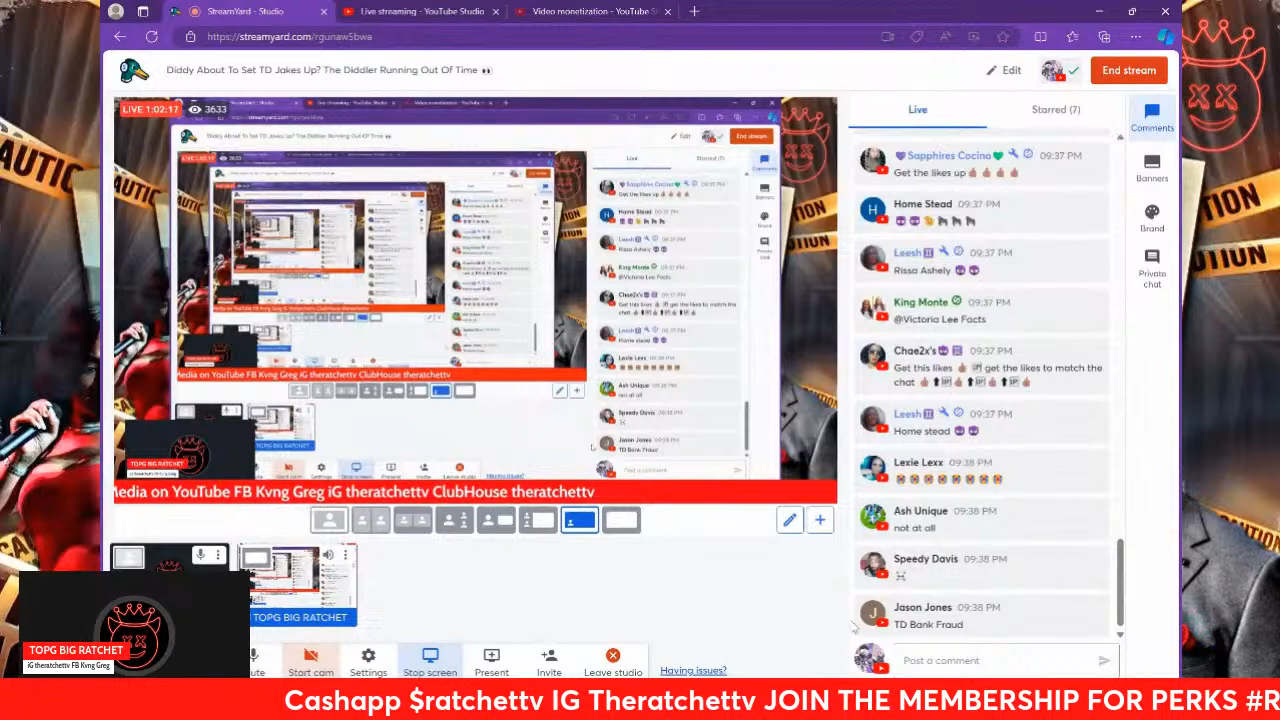 StreamYard - Studio
Live streaming - YouTube Studio
Video monetization - YouTube S
https://streamyard.com/rgunaw5bwa
Diddy About To Set TD Jakes Up? The Diddler Running Out Of Time 👀
Edit
End stream
LIVE 1:02:17
3633
Live
Starred (7)
Comments
Banners
Brand
Private chat
Sapphires Cocina 09:37 PM
Get the likes up
Home Stead 09:37 PM
Leesh 09:37 PM
Rissa Ashely
King Monte 09:37 PM
@Victoria Lee Facts
Chae2x's 09:37 PM
Get this likes 👍🏽 🆙 get the likes to match the
chat
Leesh 09:37 PM
Home stead
Lexie Lexx 09:38 PM
Ash Unique 09:38 PM
not at all
Speedy Davis 09:38 PM
Jason Jones 09:38 PM
TD Bank Fraud
Post a comment
Media on YouTube FB Kvng Greg iG theratchettv ClubHouse theratchettv
TOPG BIG RATCHET
TOPG BIG RATCHET
iG theratchettv FB Kvng Greg
Start cam
Settings
Stop screen
Present
Invite
Leave studio
Having issues?
Cashapp $ratchettv IG Theratchettv JOIN THE MEMBERSHIP FOR PERKS #R